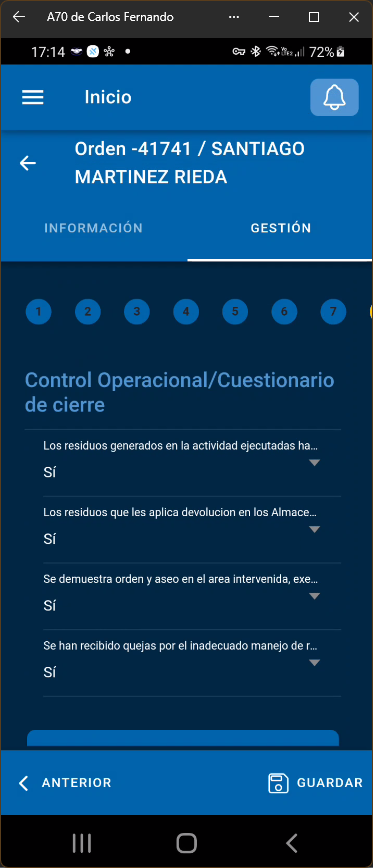 A70 de Carlos Fernando
17:14
72%
Inicio
Orden -41741 / SANTIAGO
MARTINEZ RIEDA
INFORMACIÓN
GESTIÓN
1 2 3 4 5 6 7
Control Operacional/Cuestionario
de cierre
Los residuos generados en la actividad ejecutadas ha...
Sí
Los residuos que les aplica devolucion en los Almace...
Sí
Se demuestra orden y aseo en el area intervenida, exe...
Sí
Se han recibido quejas por el inadecuado manejo de r...
Sí
ANTERIOR
GUARDAR